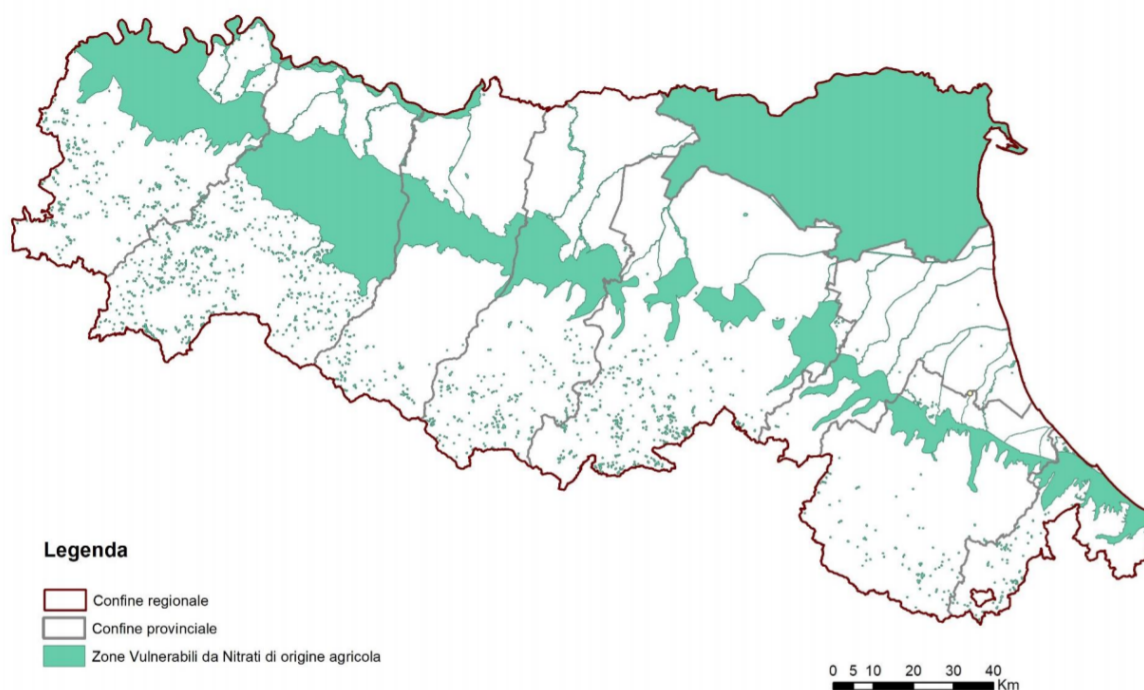 Legenda
Confine regionale
Confine provinciale
Zone Vulnerabili da Nitrati di origine agricola
0 5 10 20 30 40
Km